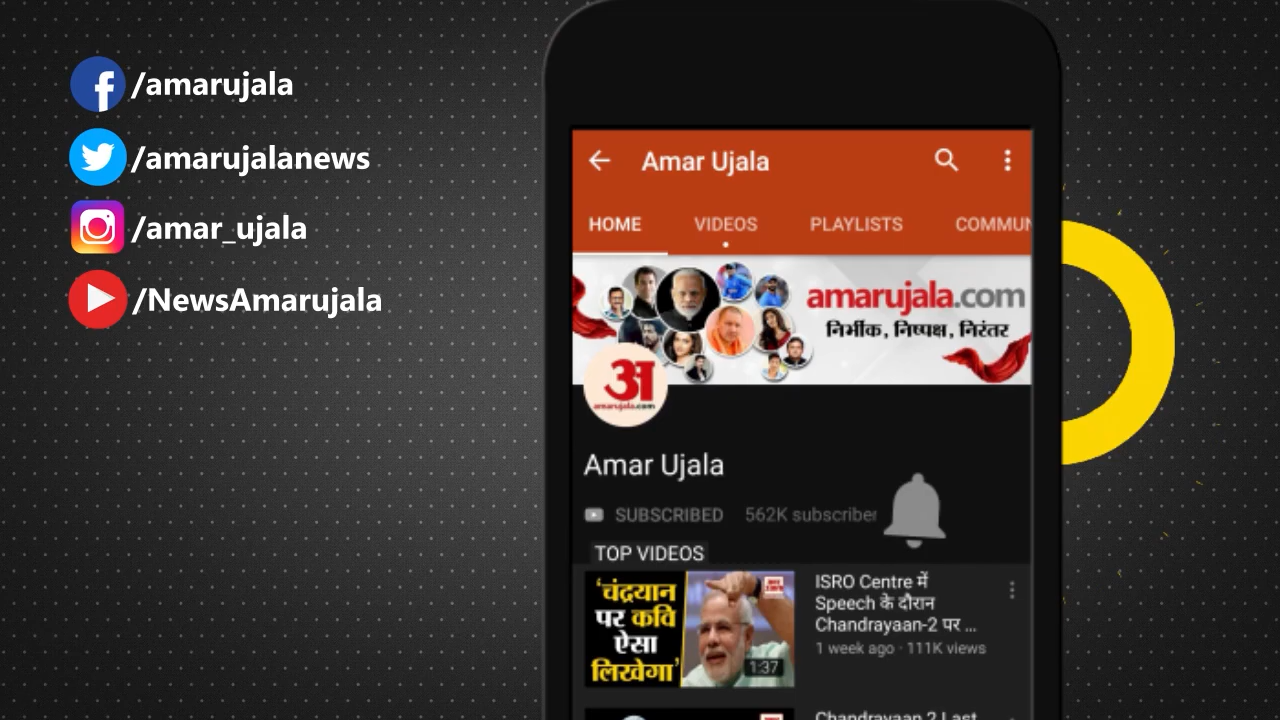 /amarujala
/amarujalanews
/amar_ujala
/NewsAmarujala
Amar Ujala
HOME VIDEOS PLAYLISTS COMMUN
amarujala.com
निर्भीक, निष्पक्ष, निरंतर
अ
amarujala.com
Amar Ujala
SUBSCRIBED 562K subscriber
TOP VIDEOS
'चंद्रयान
पर कवि
ऐसा
लिखेगा'
1:37
ISRO Centre में
Speech के दौरान
Chandrayaan-2 पर ...
1 week ago · 111K views
Chandrayaan 2 Last